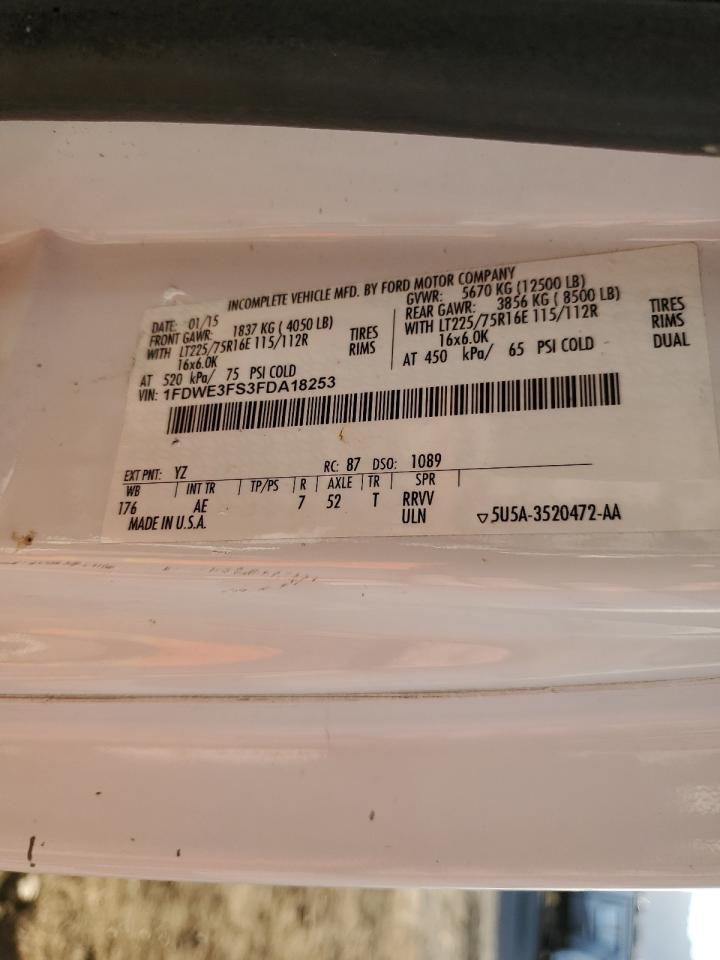 INCOMPLETE VEHICLE MFD. BY FORD MOTOR COMPANY
DATE: 01/15
FRONT GAWR: 1837 KG ( 4050 LB)
WITH LT225/75R16E 115/112R TIRES
16x6.0K RIMS
AT 520 kPa/ 75 PSI COLD
GVWR: 5670 KG (12500 LB)
REAR GAWR: 3856 KG ( 8500 LB)
WITH LT225/75R16E 115/112R TIRES
16x6.0K RIMS
AT 450 kPa/ 65 PSI COLD DUAL
VIN: 1FDWE3FS3FDA18253
EXT PNT: YZ RC: 87 DSO: 1089
WB | INT TR | TP/PS | R | AXLE | TR | SPR |
176 AE 7 52 T RRVV
MADE IN U.S.A. ULN ▽5U5A-3520472-AA